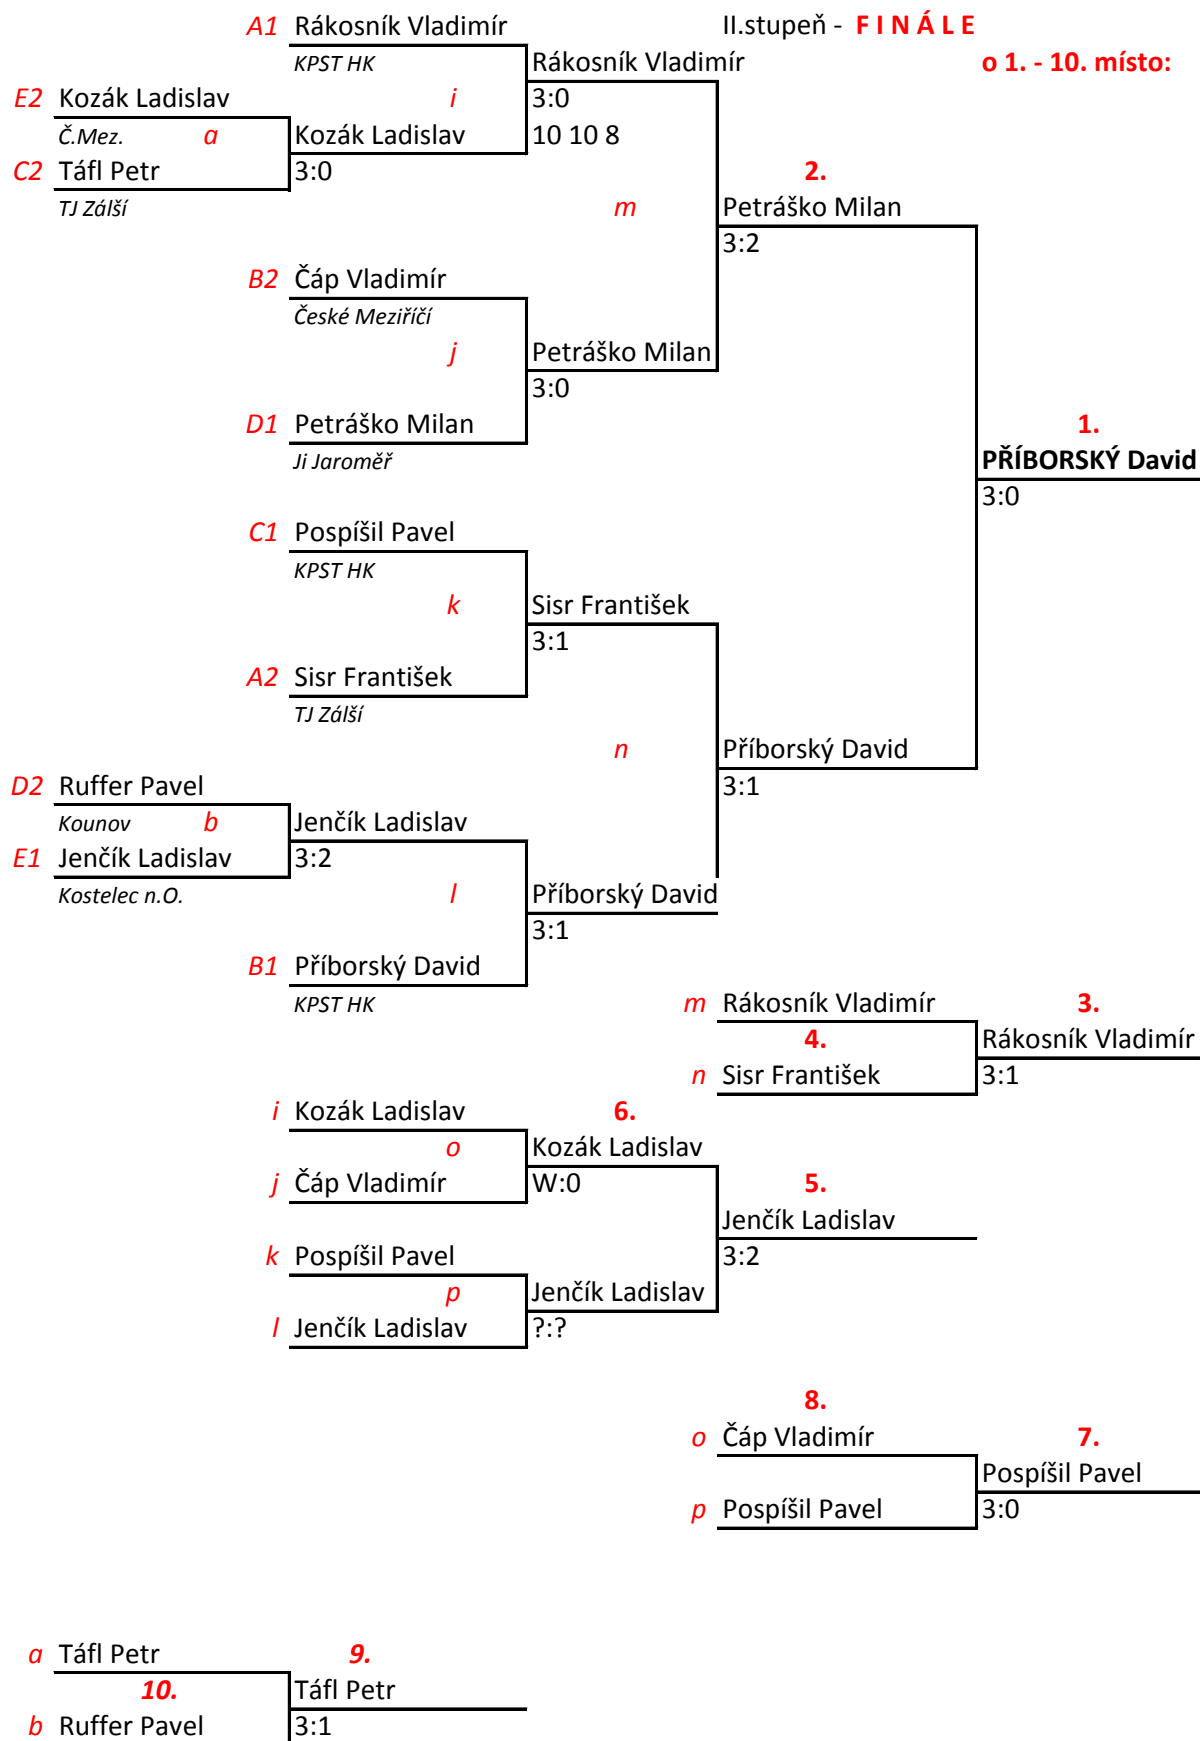 A1 Rákosník Vladimír II.stupeň - F I N Á L E
KPST HK Rákosník Vladimír o 1. - 10. místo:
E2 Kozák Ladislav i 3:0
Č.Mez. a Kozák Ladislav 10 10 8
C2 Táfl Petr 3:0 2.
TJ Zálší m Petráško Milan
3:2
B2 Čáp Vladimír
České Meziříčí
j Petráško Milan
3:0
D1 Petráško Milan 1.
Ji Jaroměř PŘÍBORSKÝ David
3:0
C1 Pospíšil Pavel
KPST HK
k Sisr František
3:1
A2 Sisr František
TJ Zálší
n Příborský David
D2 Ruffer Pavel 3:1
Kounov b Jenčík Ladislav
E1 Jenčík Ladislav 3:2
Kostelec n.O. l Příborský David
3:1
B1 Příborský David
KPST HK m Rákosník Vladimír 3.
4. Rákosník Vladimír
n Sisr František 3:1
i Kozák Ladislav 6.
o Kozák Ladislav
j Čáp Vladimír W:0 5.
Jenčík Ladislav
k Pospíšil Pavel 3:2
p Jenčík Ladislav
l Jenčík Ladislav ?:?
8.
o Čáp Vladimír 7.
Pospíšil Pavel
p Pospíšil Pavel 3:0
a Táfl Petr 9.
10. Táfl Petr
b Ruffer Pavel 3:1